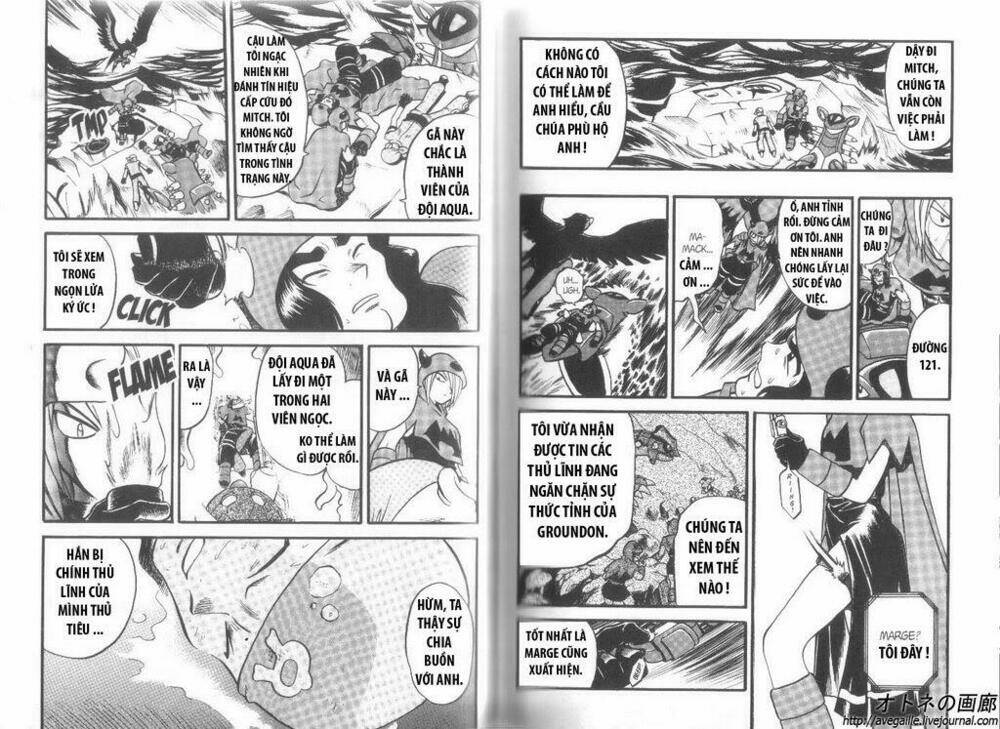 TMP
CẬU LÀM
TÔI NGẠC
NHIÊN KHI
ĐÁNH TÍN HIỆU
CẤP CỨU ĐÓ
MITCH. TÔI
KHÔNG NGỜ
TÌM THẤY CẬU
TRONG TÌNH
TRẠNG NÀY.
GÃ NÀY
CHẮC LÀ
THÀNH
VIÊN CỦA
ĐỘI AQUA.
TÔI SẼ XEM
TRONG
NGỌN LỬA
KÝ ỨC !
CLICK
FLAME
RA LÀ
VẬY ...
ĐỘI AQUA ĐÃ
LẤY ĐI MỘT
TRONG HAI
VIÊN NGỌC.
KO THỂ LÀM
GÌ ĐƯỢC RỒI.
VÀ GÃ
NÀY ...
HẮN BỊ
CHÍNH THỦ
LĨNH CỦA
MÌNH THỦ
TIÊU ...
HỪM, TA
THẬY SỰ
CHIA
BUỒN
VỚI ANH.
KHÔNG CÓ
CÁCH NÀO TÔI
CÓ THỂ LÀM ĐỂ
ANH HIỂU, CẦU
CHÚA PHÙ HỘ
ANH !
DẬY ĐI
MITCH,
CHÚNG TA
VẪN CÒN
VIỆC PHẢI
LÀM !
UH...
UGH.
MA-
MACK...
CẢM ...
ƠN ...
Ồ, ANH TỈNH
RỒI. ĐỪNG CẢM
ƠN TÔI. ANH
NÊN NHANH
CHÓNG LẤY LẠI
SỨC ĐỂ VÀO
VIỆC.
CHÚNG
TA ĐI
ĐÂU ?
ĐƯỜNG
121.
TÔI VỪA NHẬN
ĐƯỢC TIN CÁC
THỦ LĨNH ĐANG
NGĂN CHẶN SỰ
THỨC TỈNH CỦA
GROUNDON.
CHÚNG TA
NÊN ĐẾN
XEM THẾ
NÀO !
TỐT NHẤT LÀ
MARGE CŨNG
XUẤT HIỆN.
BEEP
RIING!
MARGE?
TÔI ĐÂY !
オトネの画廊
http://avegaille.livejournal.com/